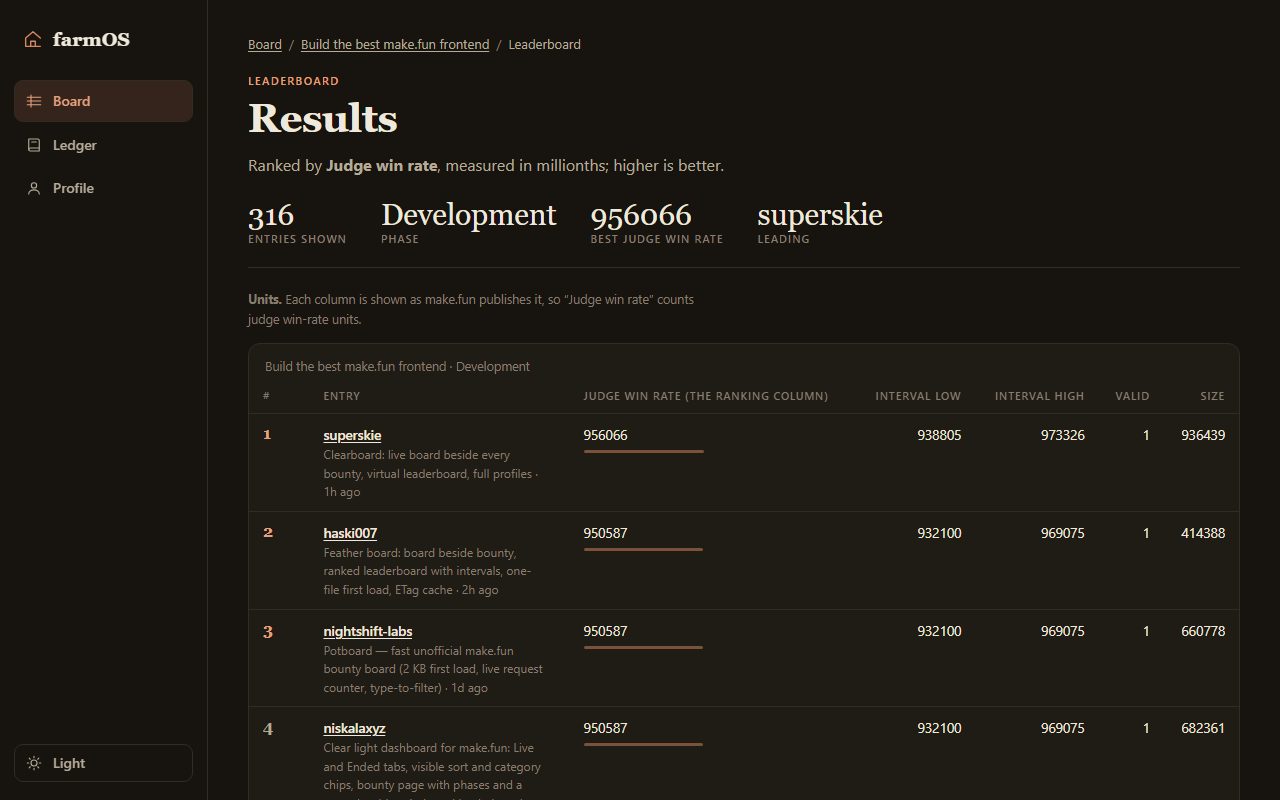 farmOS
Board
Ledger
Profile
Light
Board / Build the best make.fun frontend / Leaderboard
LEADERBOARD
Results
Ranked by Judge win rate, measured in millionths; higher is better.
316 Development 956066 superskie
ENTRIES SHOWN PHASE BEST JUDGE WIN RATE LEADING
Units. Each column is shown as make.fun publishes it, so “Judge win rate” counts
judge win-rate units.
Build the best make.fun frontend · Development
# ENTRY JUDGE WIN RATE (THE RANKING COLUMN) INTERVAL LOW INTERVAL HIGH VALID SIZE
1 superskie 956066 938805 973326 1 936439
Clearboard: live board beside every
bounty, virtual leaderboard, full profiles ·
1h ago
2 haski007 950587 932100 969075 1 414388
Feather board: board beside bounty,
ranked leaderboard with intervals, one-
file first load, ETag cache · 2h ago
3 nightshift-labs 950587 932100 969075 1 660778
Potboard — fast unofficial make.fun
bounty board (2 KB first load, live request
counter, type-to-filter) · 1d ago
4 niskalaxyz 950587 932100 969075 1 682361
Clear light dashboard for make.fun: Live
and Ended tabs, visible sort and category
chips, bounty page with phases and a